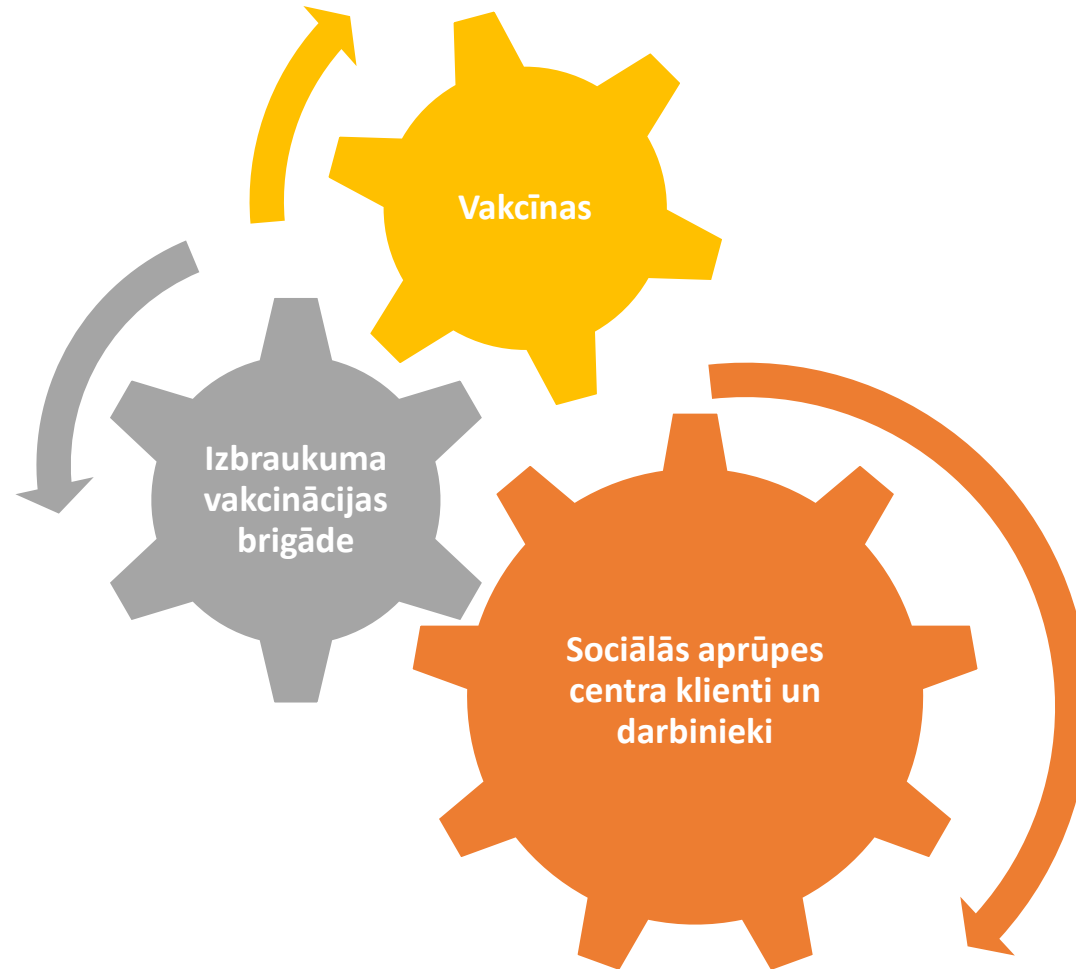 Vakcīnas
Izbraukuma
vakcinācijas
brigāde
Sociālās aprūpes
centra klienti un
darbinieki